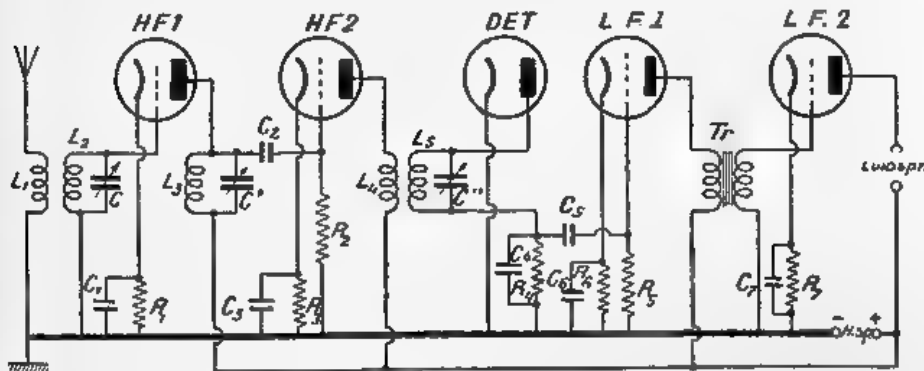 HF1 HF2 DET L F.1 L F.2
L1 L2 C C1 R1
L3 C' C2 R2 C3 R3
L4 L5 C'' C4 R4 C5
C6 R6 R5
Tr C7 R7
- +